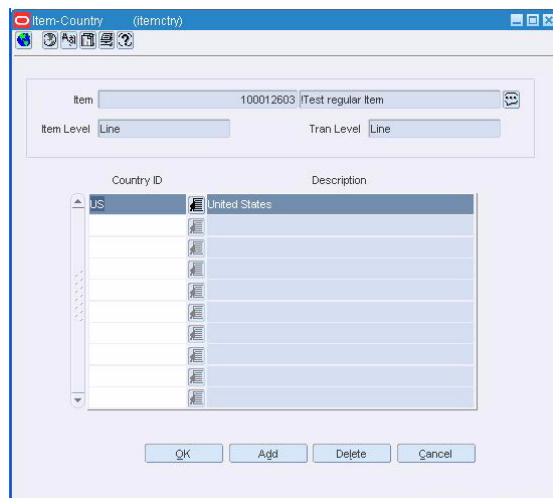 Item-Country (itemctry)
Item 100012603 !Test regular Item
Item Level Line Tran Level Line
Country ID Description
US United States
OK Add Delete Cancel